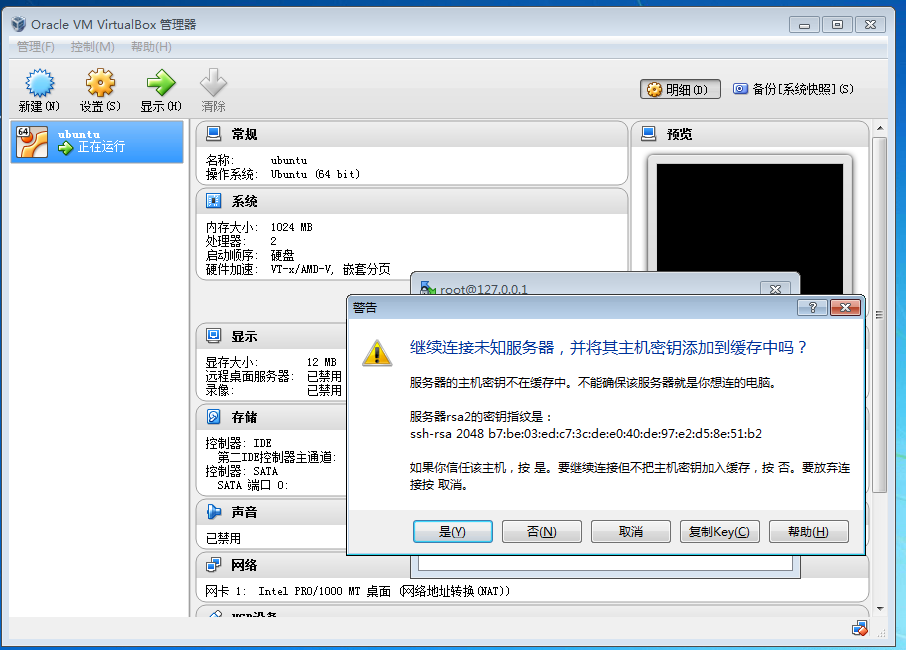 Oracle VM VirtualBox 管理器
管理(F) 控制(M) 帮助(H)
新建(N) 设置(S) 显示(H) 清除
明细(D) 备份[系统快照](S)
64
ubuntu
正在运行
常规
名称: ubuntu
操作系统: Ubuntu (64 bit)
系统
内存大小: 1024 MB
处理器: 2
启动顺序: 硬盘
硬件加速: VT-x/AMD-V, 嵌套分页
预览
显示
显存大小: 12 MB
远程桌面服务器: 已禁用
录像: 已禁用
存储
控制器: IDE
第二IDE控制器主通道:
控制器: SATA
SATA 端口 0:
声音
已禁用
网络
网卡 1: Intel PRO/1000 MT 桌面 (网络地址转换(NAT))
USB设备
root@127.0.0.1
警告
继续连接未知服务器，并将其主机密钥添加到缓存中吗？
服务器的主机密钥不在缓存中。不能确保该服务器就是你想连的电脑。
服务器rsa2的密钥指纹是：
ssh-rsa 2048 b7:be:03:ed:c7:3c:de:e0:40:de:97:e2:d5:8e:51:b2
如果你信任该主机，按 是。要继续连接但不把主机密钥加入缓存，按 否。要放弃连
接按 取消。
是(Y) 否(N) 取消 复制Key(C) 帮助(H)